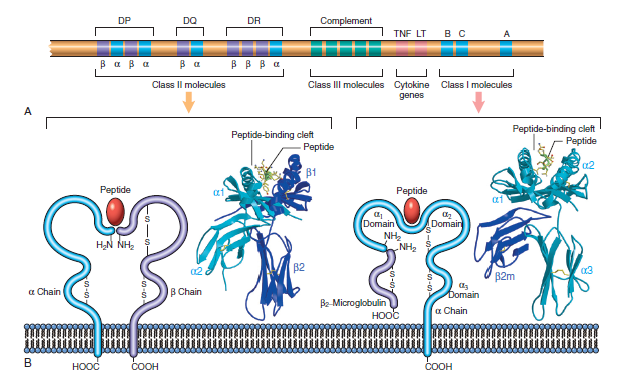 DP DQ DR Complement
TNF LT B C A
β α β α β α β β β α
Class II molecules Class III molecules Cytokine genes Class I molecules
A
Peptide-binding cleft
Peptide
β1
α1
α2
β2
Peptide
H₂N NH₂
S
S
S
S
S
S
α Chain
β Chain
HOOC
COOH
Peptide-binding cleft
Peptide
α2
α1
β2m
α3
Peptide
α₁ Domain
α₂ Domain
NH₂
NH₂
S
S
S
S
S
S
α₃ Domain
β₂–Microglobulin
HOOC
α Chain
COOH
B